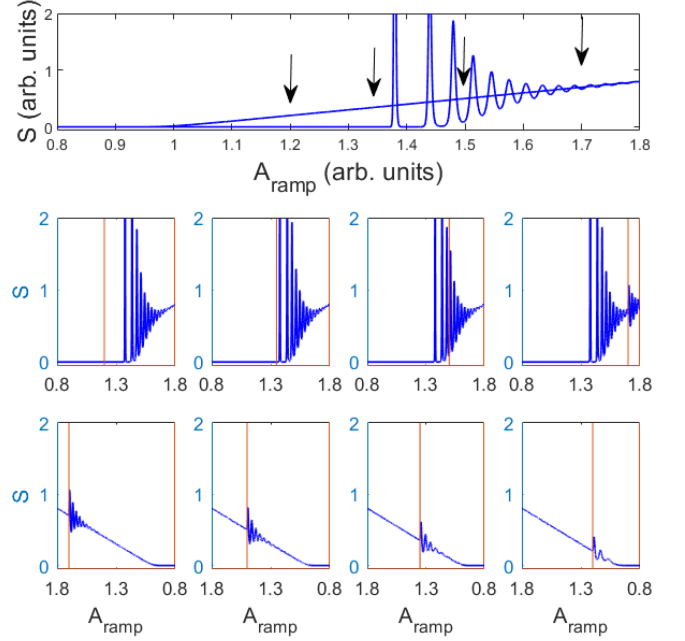 2
1
0
S (arb. units)
0.8 0.9 1 1.1 1.2 1.3 1.4 1.5 1.6 1.7 1.8
A_ramp (arb. units)
2 2 2 2
S 1 1 1 1
0 0 0 0
0.8 1.3 1.8 0.8 1.3 1.8 0.8 1.3 1.8 0.8 1.3 1.8
2 2 2 2
S 1 1 1 1
0 0 0 0
1.8 1.3 0.8 1.8 1.3 0.8 1.8 1.3 0.8 1.8 1.3 0.8
A_ramp A_ramp A_ramp A_ramp